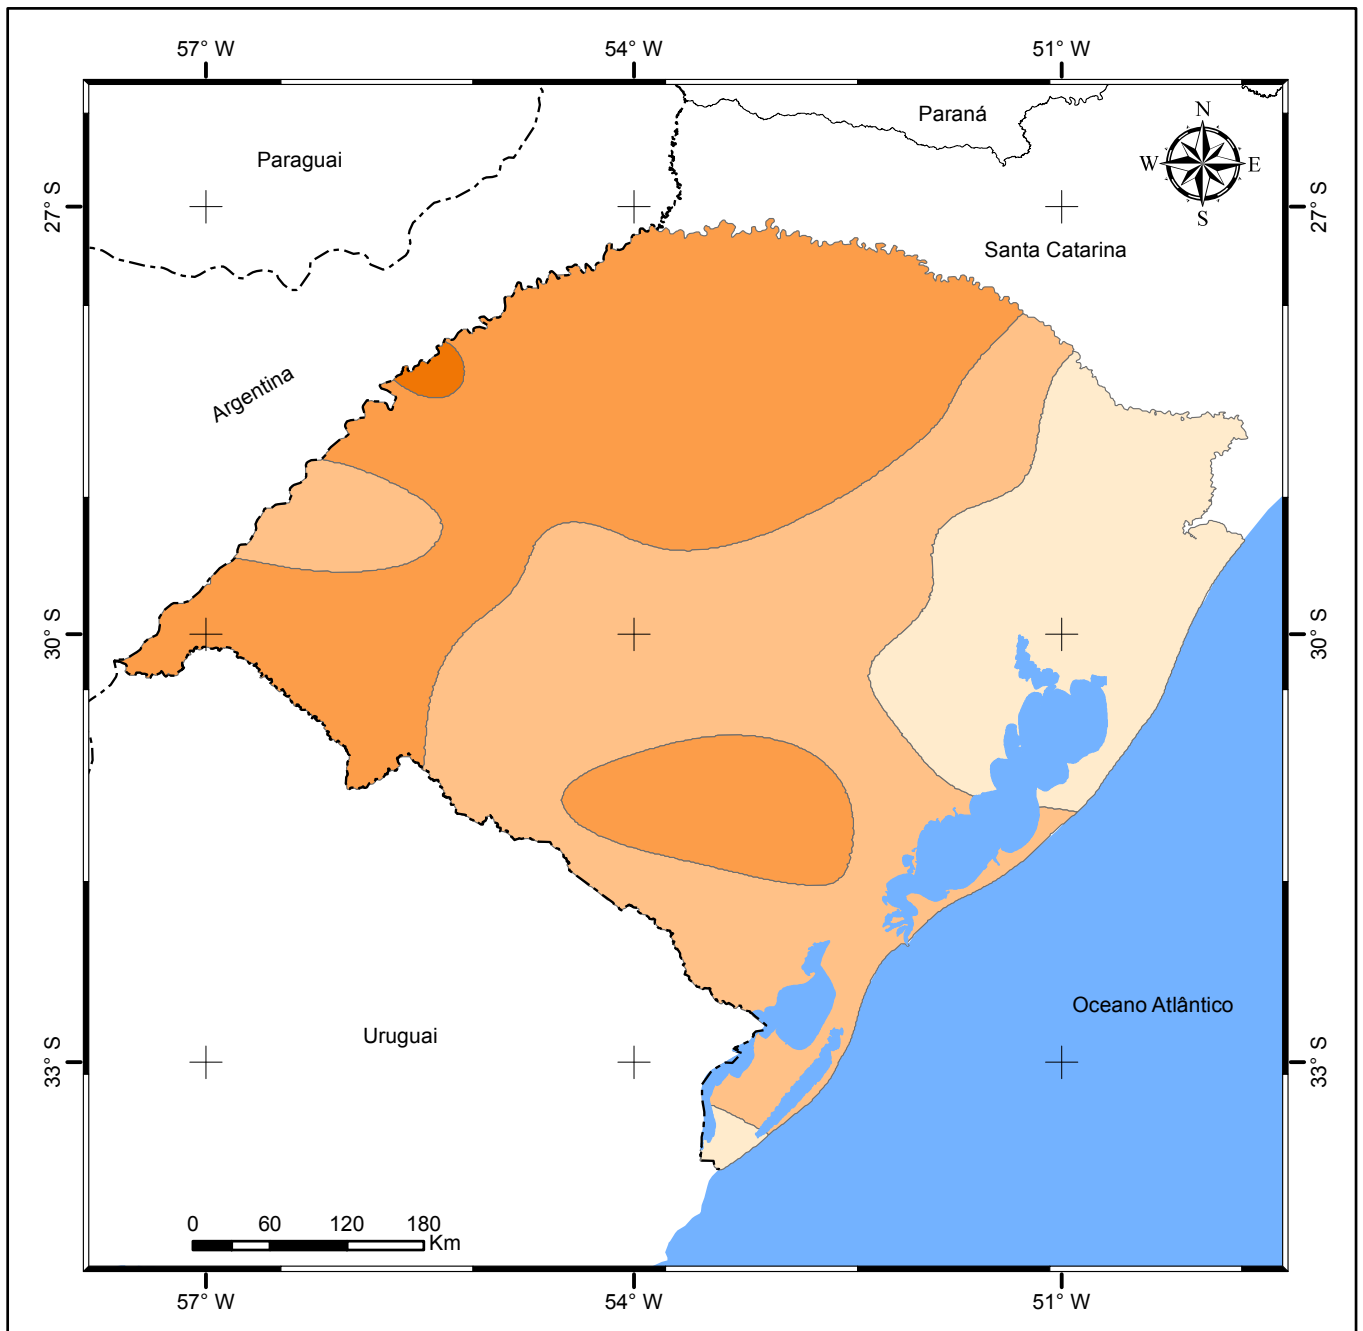 57° W
54° W
51° W
Paraná
N
Paraguai
W
E
S
27° S
27° S
Santa Catarina
Argentina
30° S
30° S
Oceano Atlântico
Uruguai
33° S
33° S
0
60
120
180
Km
57° W
54° W
51° W